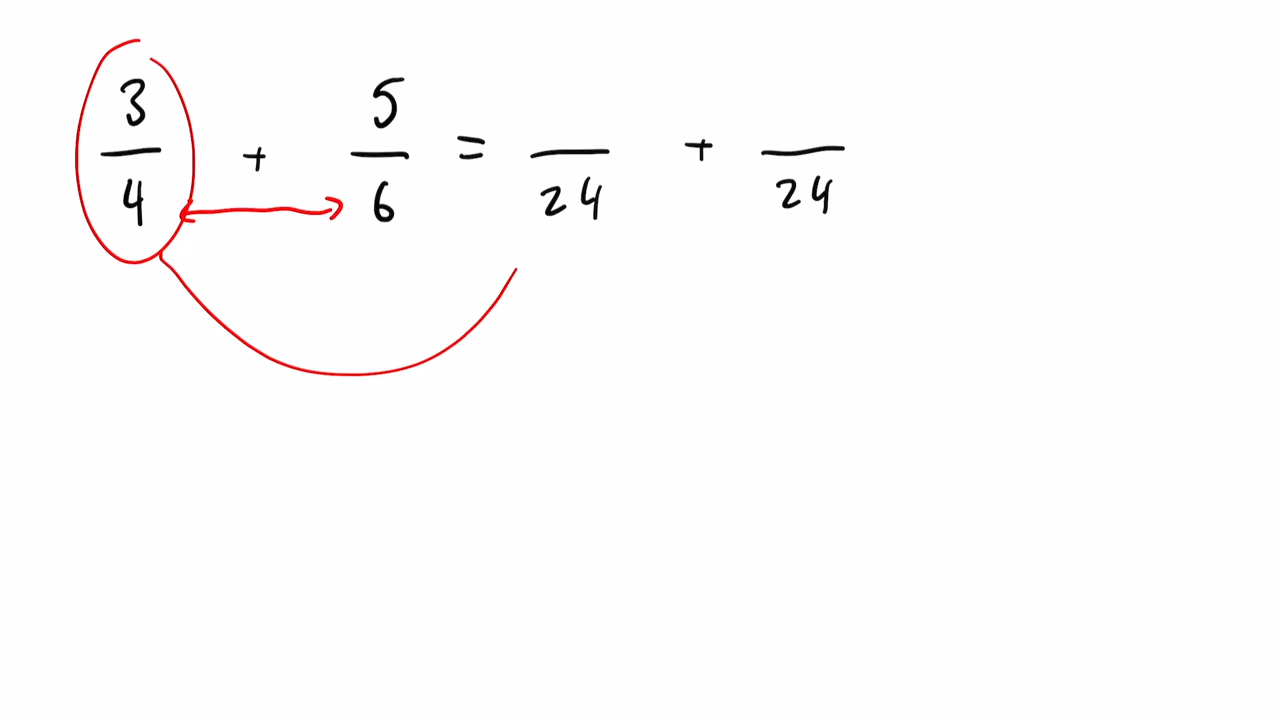 3/4 + 5/6 = /24 + /24